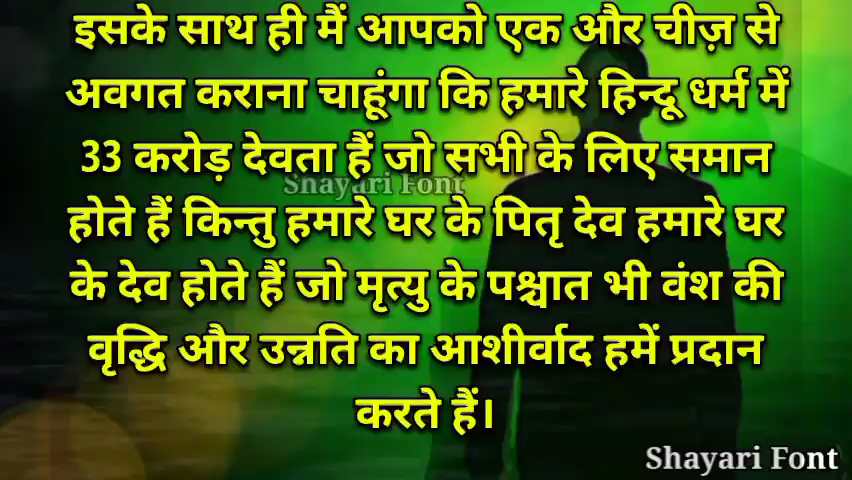 इसके साथ ही मैं आपको एक और चीज़ से
अवगत कराना चाहूंगा कि हमारे हिन्दू धर्म में
33 करोड़ देवता हैं जो सभी के लिए समान
Shayari Font
होते हैं किन्तु हमारे घर के पितृ देव हमारे घर
के देव होते हैं जो मृत्यु के पश्चात भी वंश की
वृद्धि और उन्नति का आशीर्वाद हमें प्रदान
करते हैं।
Shayari Font